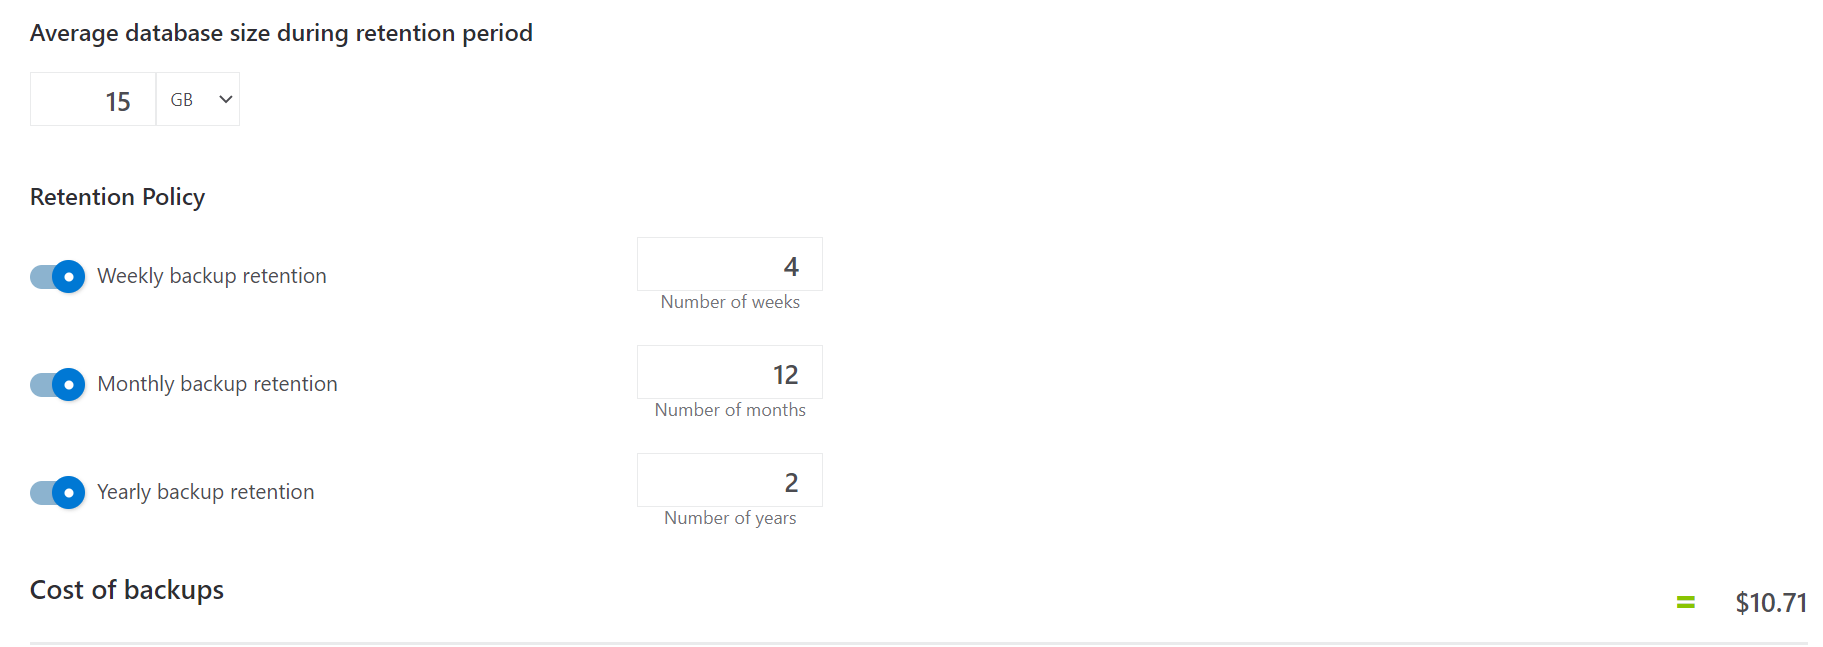 Average database size during retention period
15 GB
Retention Policy
Weekly backup retention
4
Number of weeks
Monthly backup retention
12
Number of months
Yearly backup retention
2
Number of years
Cost of backups = $10.71